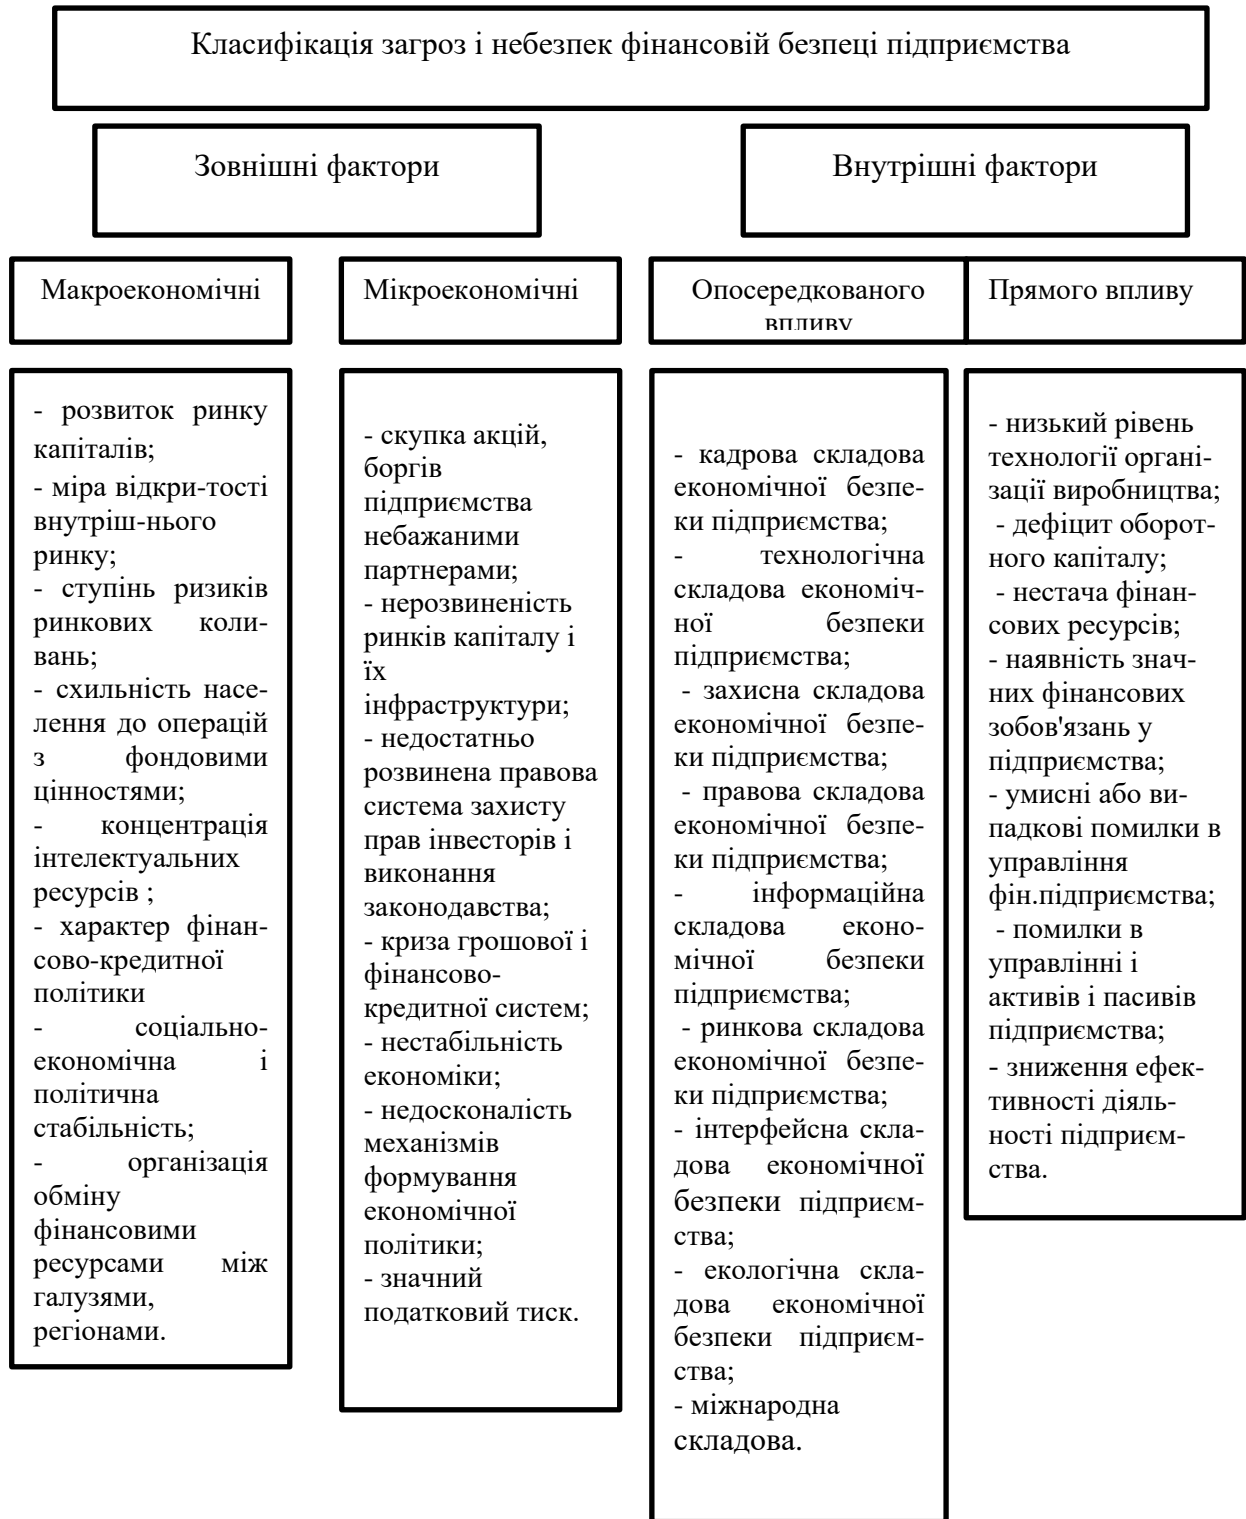 Класифікація загроз і небезпек фінансовій безпеці підприємства
Зовнішні фактори
Внутрішні фактори
Макроекономічні
Мікроекономічні
Опосередкованого
впливу
Прямого впливу
- розвиток ринку
капіталів;
- міра відкри-тості
внутріш-нього
ринку;
- ступінь ризиків
ринкових коли-
вань;
- схильність насе-
лення до операцій
з фондовими
цінностями;
- концентрація
інтелектуальних
ресурсів ;
- характер фінан-
сово-кредитної
політики
- соціально-
економічна і
політична
стабільність;
- організація
обміну
фінансовими
ресурсами між
галузями,
регіонами.
- скупка акцій,
боргів
підприємства
небажаними
партнерами;
- нерозвиненість
ринків капіталу і
їх
інфраструктури;
- недостатньо
розвинена правова
система захисту
прав інвесторів і
виконання
законодавства;
- криза грошової і
фінансово-
кредитної систем;
- нестабільність
економіки;
- недосконалість
механізмів
формування
економічної
політики;
- значний
податковий тиск.
- кадрова складова
економічної безпе-
ки підприємства;
- технологічна
складова економіч-
ної безпеки
підприємства;
- захисна складова
економічної безпе-
ки підприємства;
- правова складова
економічної безпе-
ки підприємства;
- інформаційна
складова еконо-
мічної безпеки
підприємства;
- ринкова складова
економічної безпе-
ки підприємства;
- інтерфейсна скла-
дова економічної
безпеки підприєм-
ства;
- екологічна скла-
дова економічної
безпеки підприєм-
ства;
- міжнародна
складова.
- низький рівень
технології органі-
зації виробництва;
- дефіцит оборот-
ного капіталу;
- нестача фінан-
сових ресурсів;
- наявність знач-
них фінансових
зобов'язань у
підприємства;
- умисні або ви-
падкові помилки в
управління
фін.підприємства;
- помилки в
управлінні і
активів і пасивів
підприємства;
- зниження ефек-
тивності діяль-
ності підприєм-
ства.